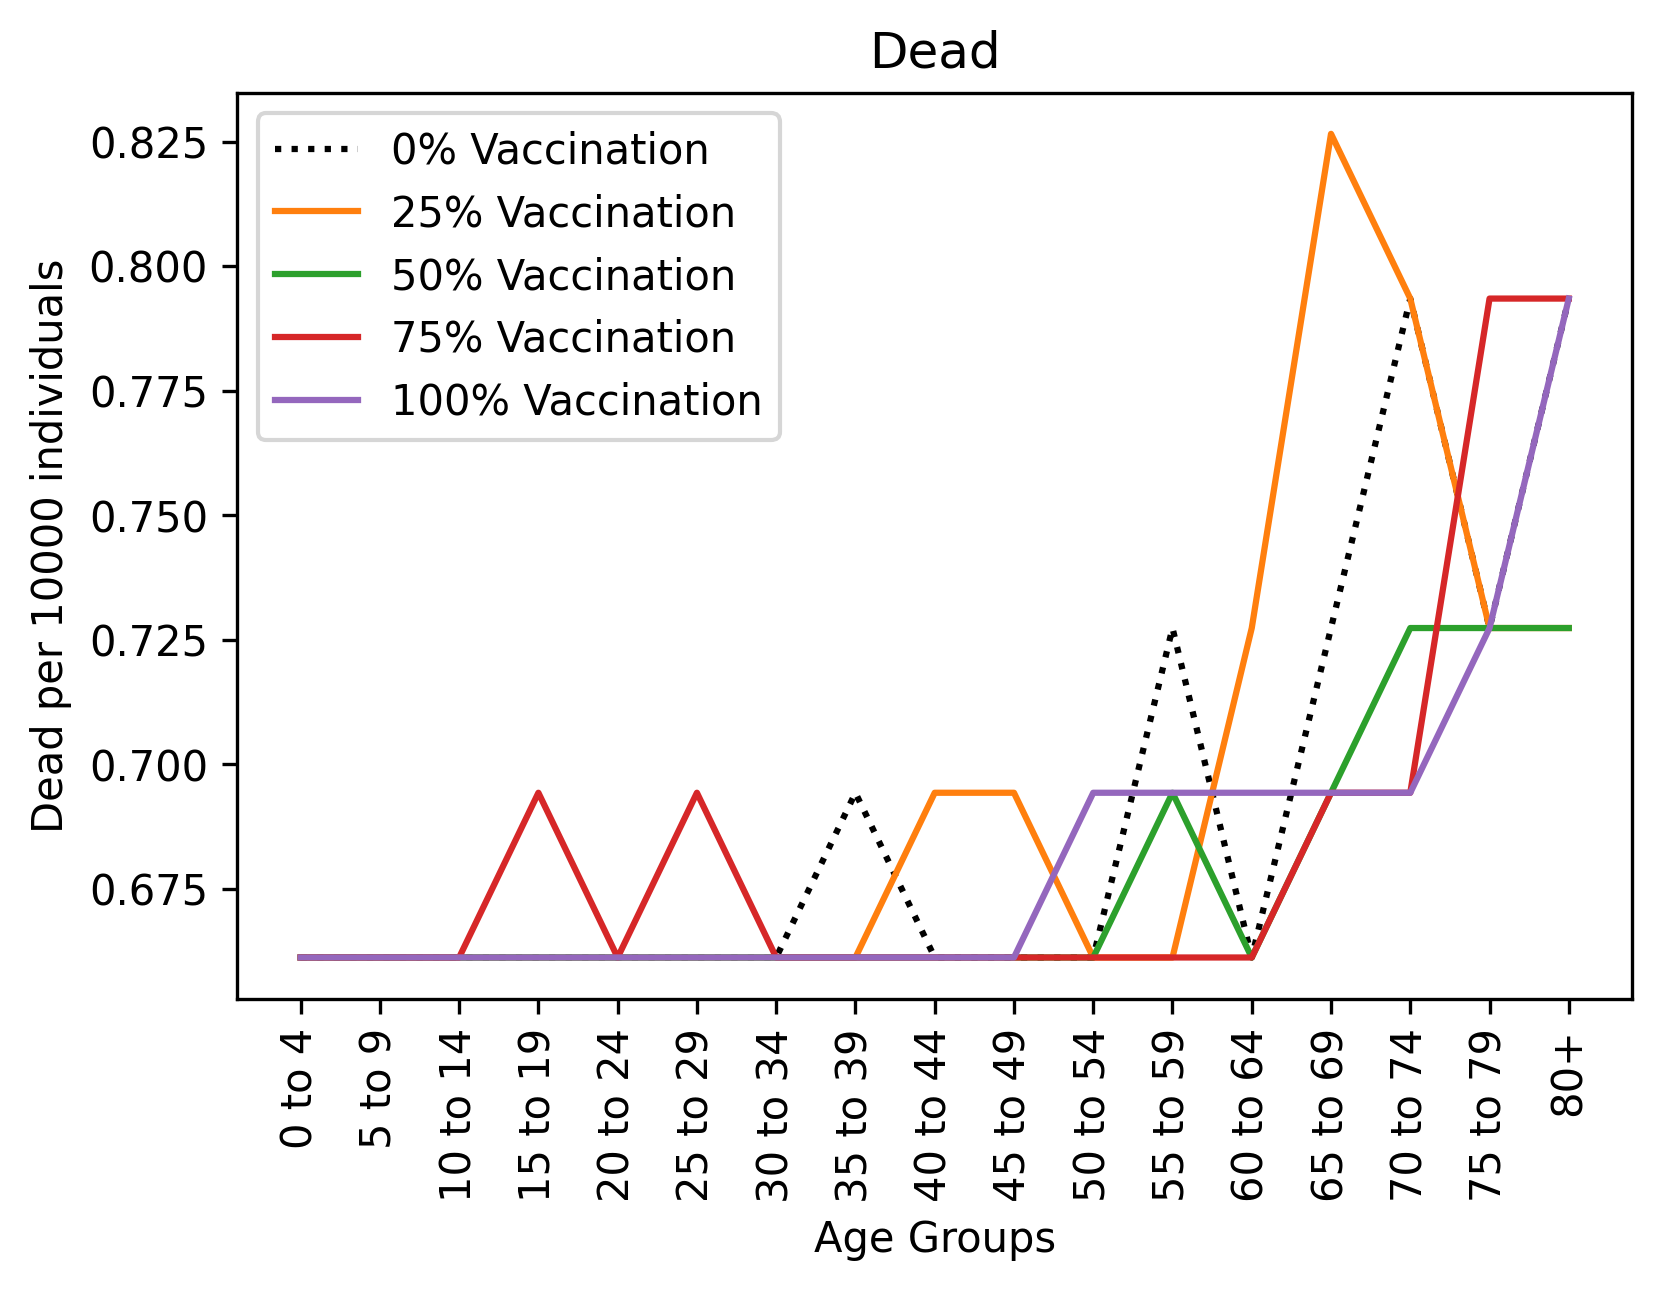 Dead
0% Vaccination
25% Vaccination
50% Vaccination
75% Vaccination
100% Vaccination
Dead per 10000 individuals
0.825
0.800
0.775
0.750
0.725
0.700
0.675
0 to 4
5 to 9
10 to 14
15 to 19
20 to 24
25 to 29
30 to 34
35 to 39
40 to 44
45 to 49
50 to 54
55 to 59
60 to 64
65 to 69
70 to 74
75 to 79
80+
Age Groups